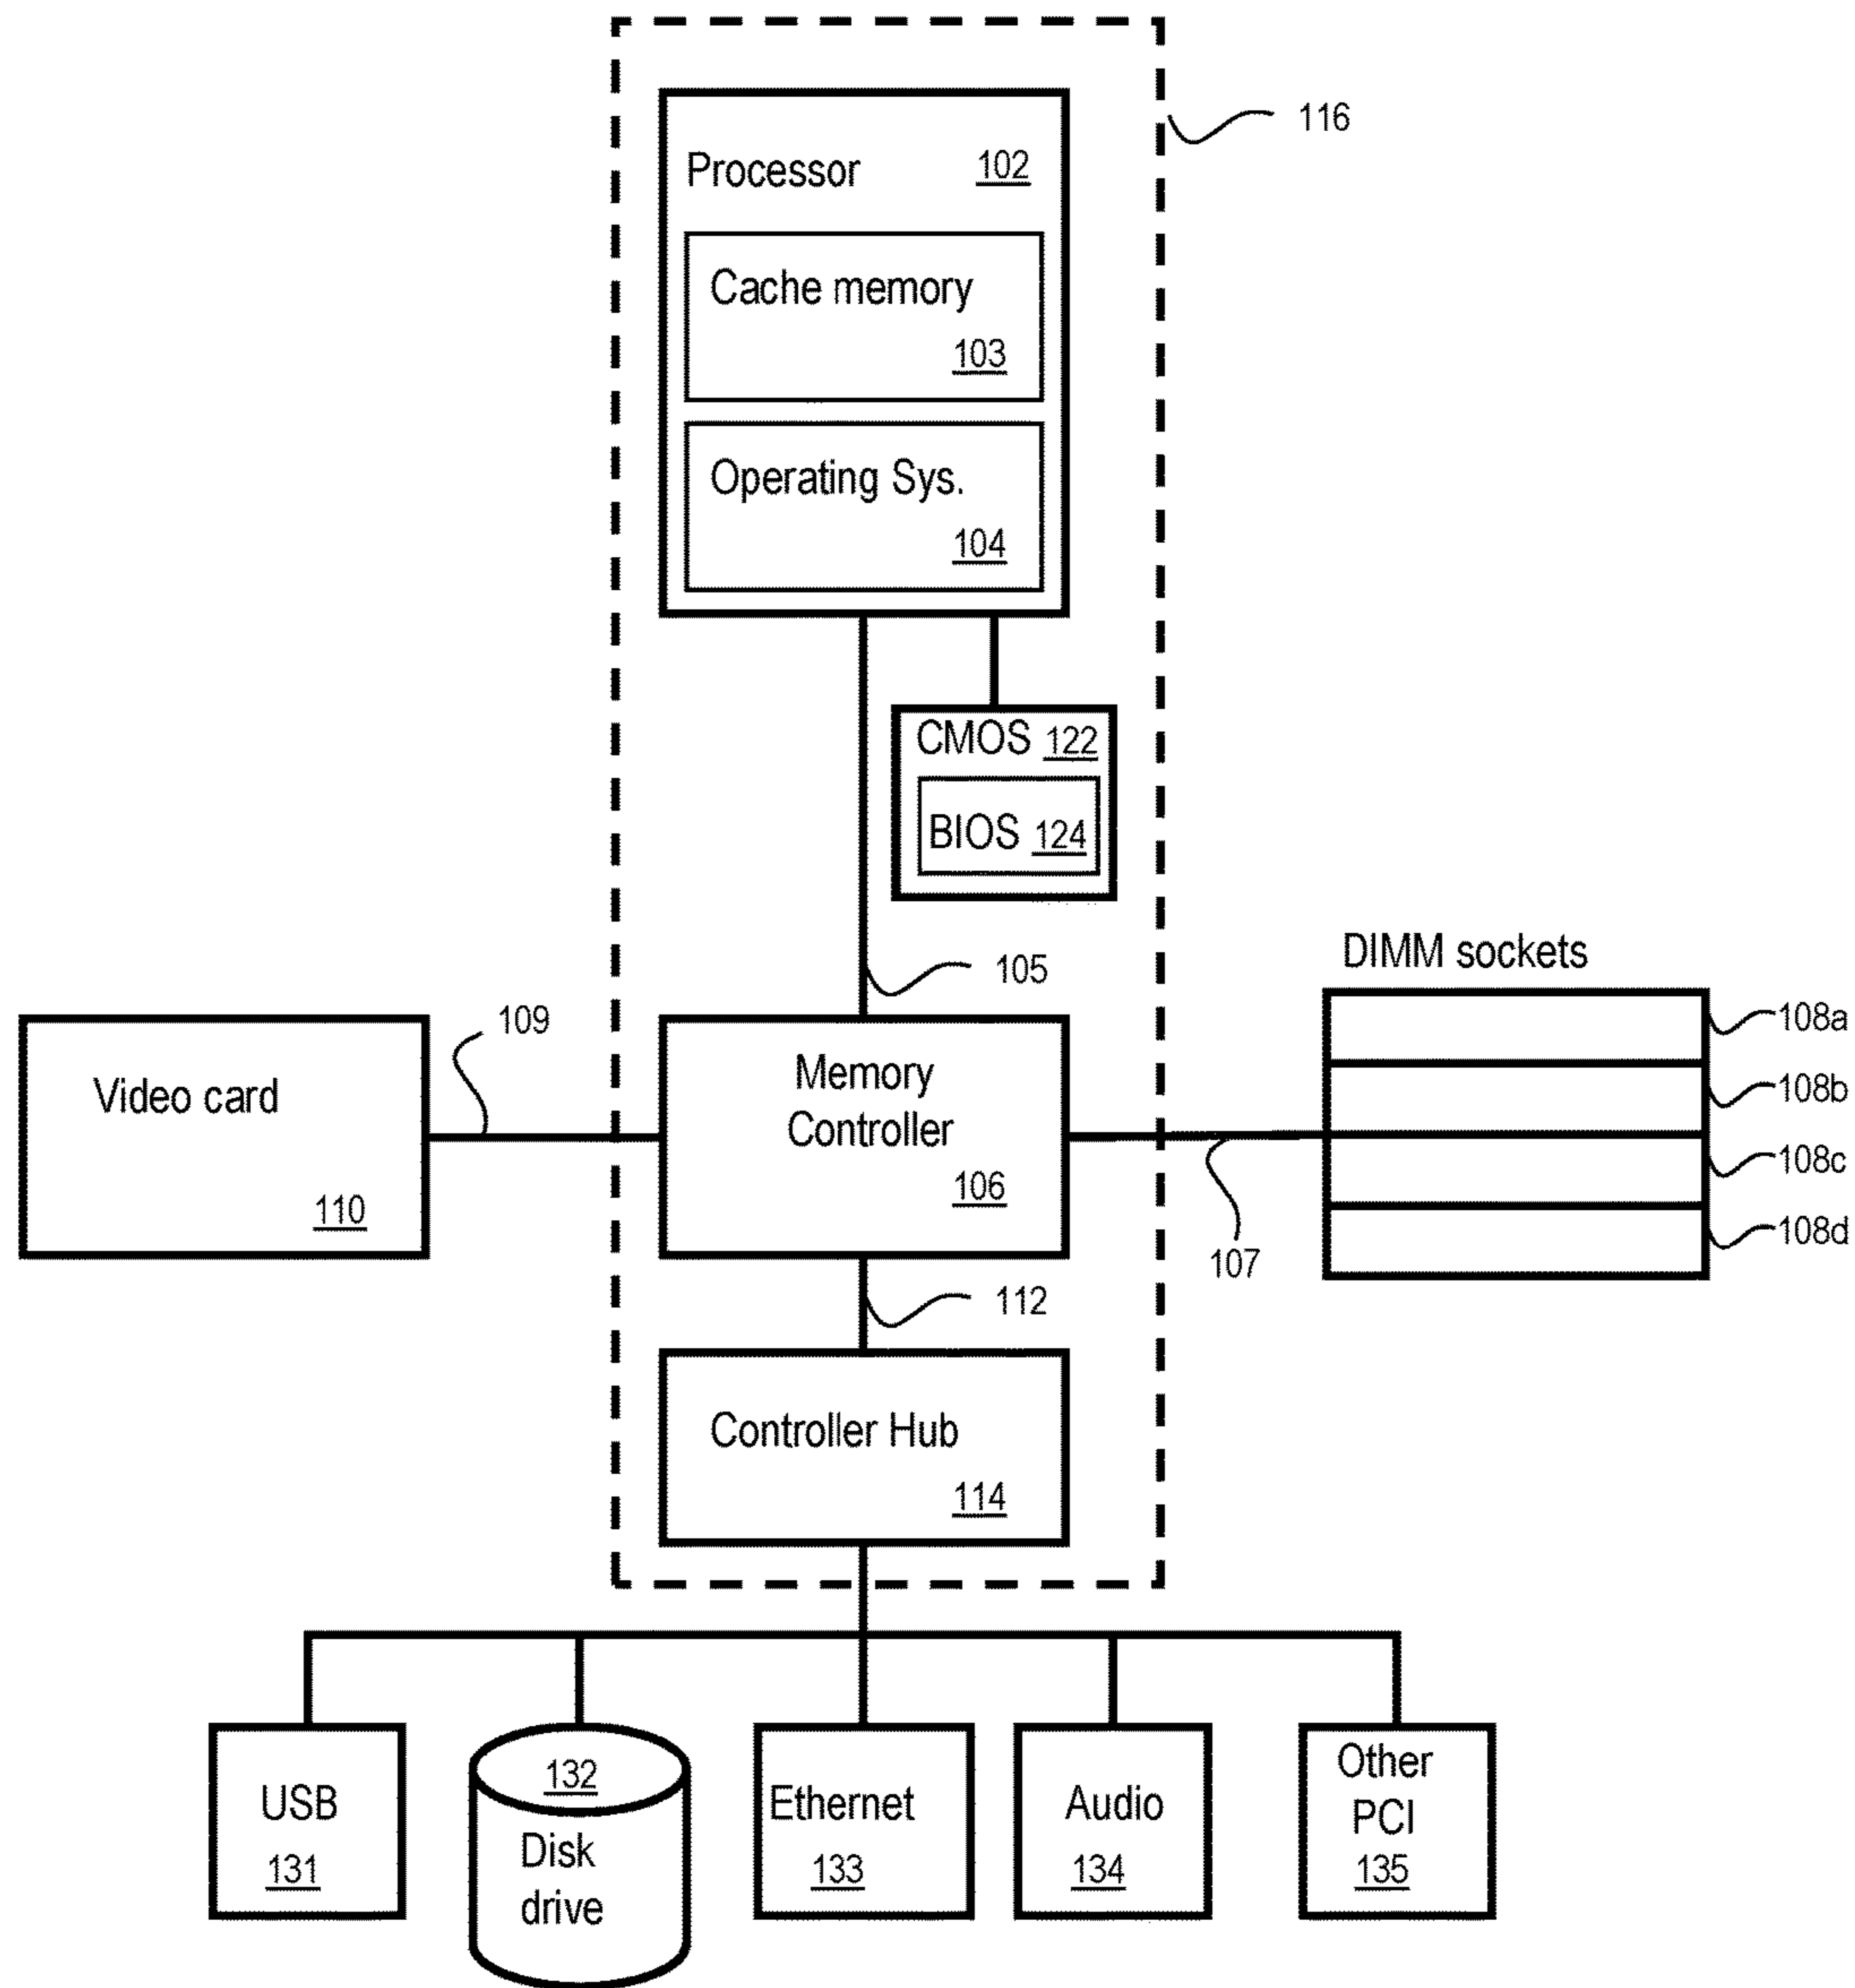 116
Processor 102
Cache memory
103
Operating Sys.
104
CMOS 122
BIOS 124
105
DIMM sockets
108a
108b
108c
108d
109
Video card
110
Memory
Controller
106
107
112
Controller Hub
114
USB
131
132
Disk
drive
Ethernet
133
Audio
134
Other
PCI
135